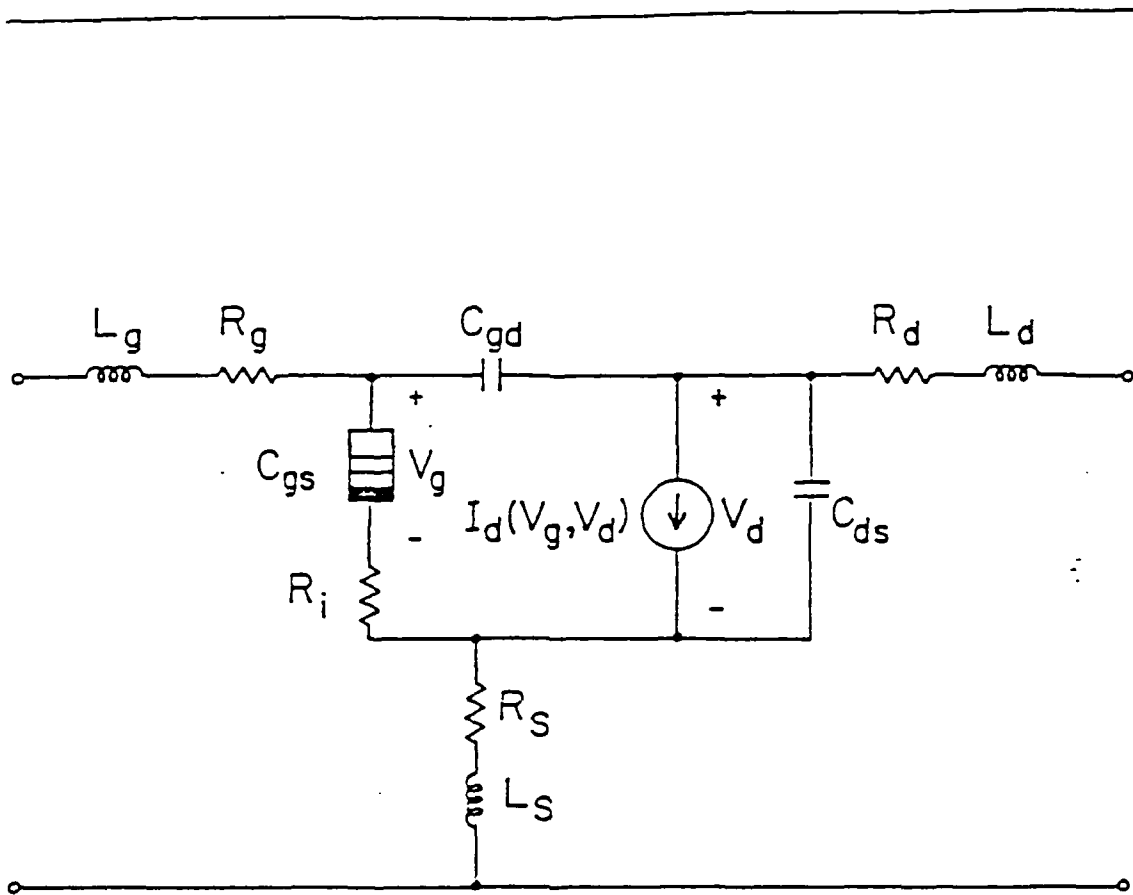 L_g
R_g
C_gd
R_d
L_d
+
+
C_gs
V_g
I_d(V_g,V_d)
V_d
C_ds
-
R_i
-
R_S
L_S